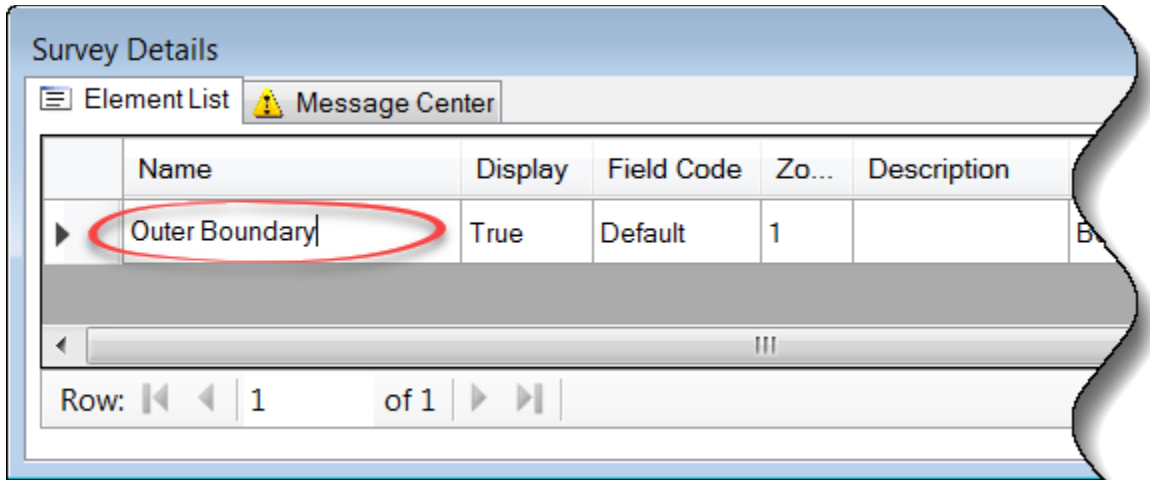 Survey Details
Element List Message Center
Name Display Field Code Zo... Description
Outer Boundary True Default 1
Row: 1 of 1